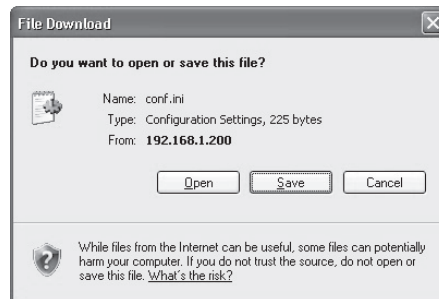 File Download
Do you want to open or save this file?
Name: conf.ini
Type: Configuration Settings, 225 bytes
From: 192.168.1.200
Open Save Cancel
While files from the Internet can be useful, some files can potentially
harm your computer. If you do not trust the source, do not open or
save this file. What's the risk?